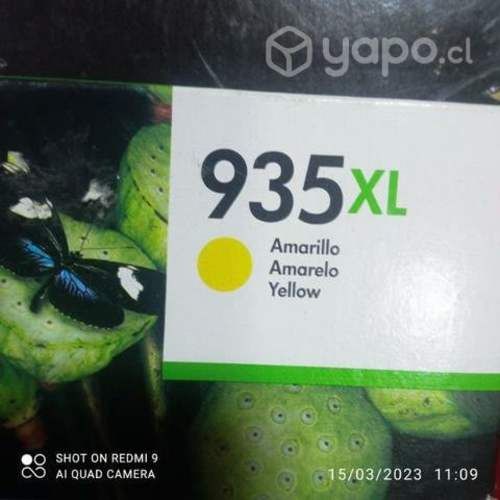 yapo.cl
935XL
Amarillo
Amarelo
Yellow
SHOT ON REDMI 9
AI QUAD CAMERA
15/03/2023 11:09